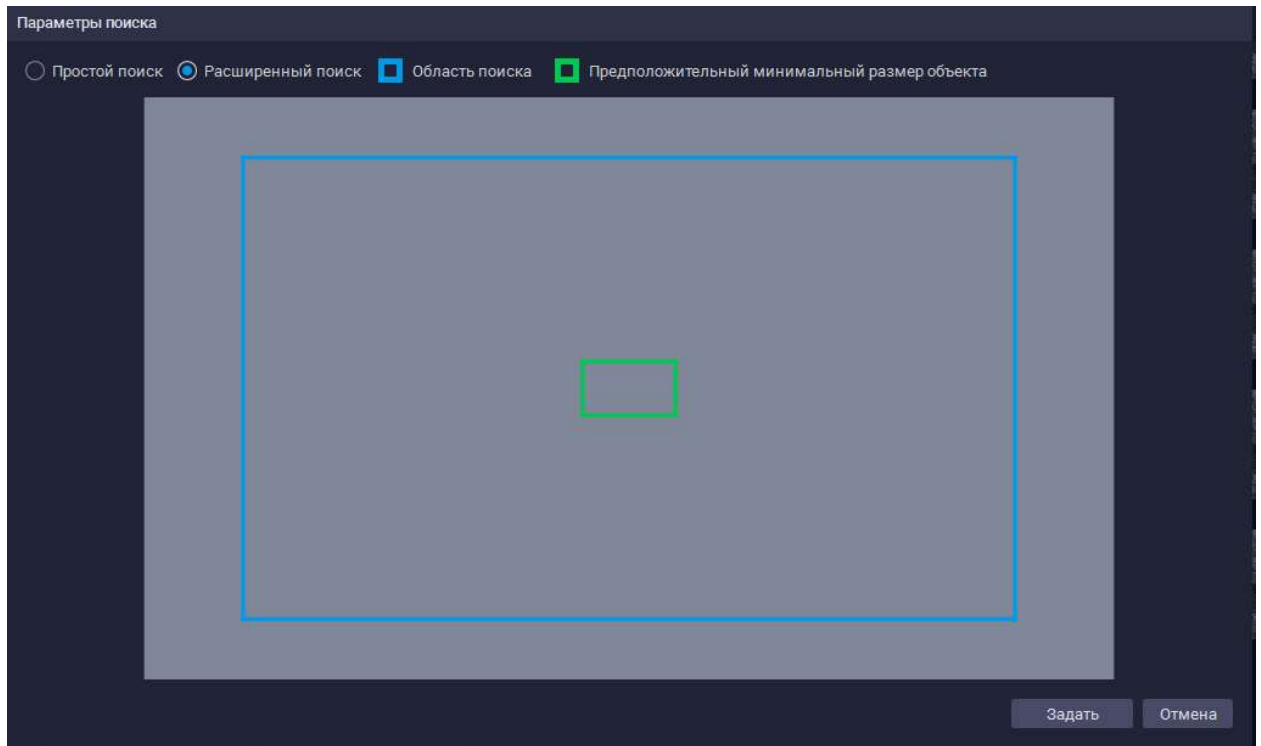 Параметры поиска
Простой поиск Расширенный поиск Область поиска Предположительный минимальный размер объекта
Задать Отмена